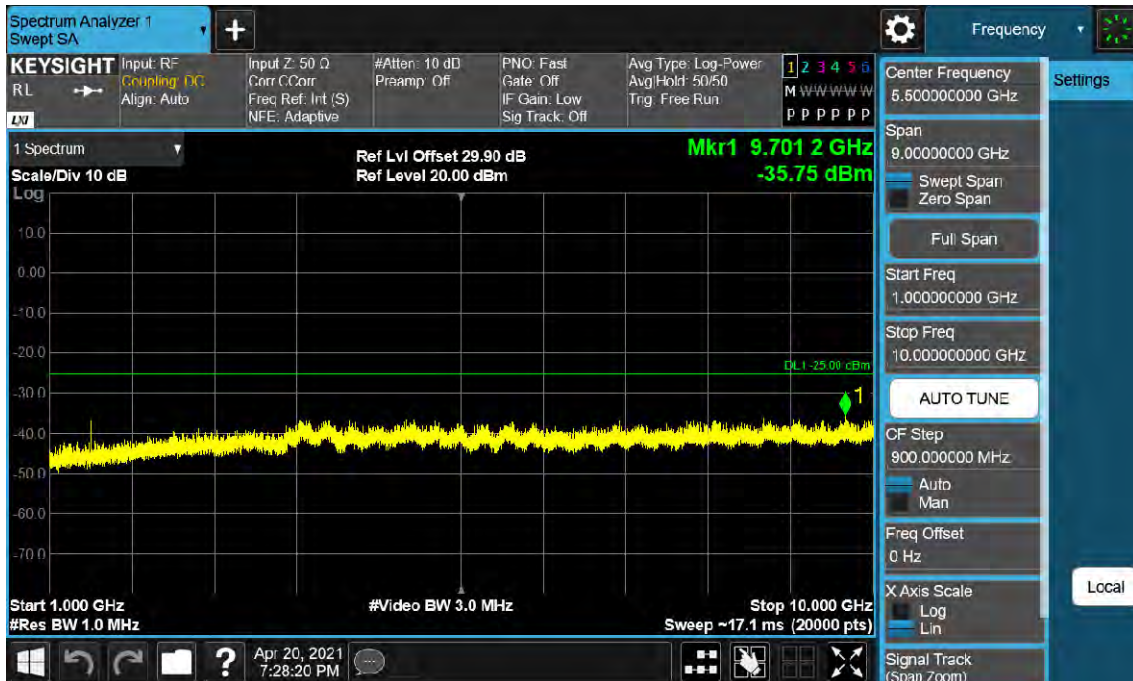 Spectrum Analyzer 1
Swept SA
Frequency
KEYSIGHT
RL
LXI
Input: RF
Coupling: DC
Align: Auto
Input Z: 50 Ω
Corr CCorr
Freq Ref: Int (S)
NFE: Adaptive
#Atten: 10 dB
Preamp: Off
PNO: Fast
Gate: Off
IF Gain: Low
Sig Track: Off
Avg Type: Log-Power
Avg|Hold: 50/50
Trig: Free Run
1 2 3 4 5 6
M W W W W W
P P P P P P
1 Spectrum
Scale/Div 10 dB
Log
Ref Lvl Offset 29.90 dB
Ref Level 20.00 dBm
Mkr1 9.701 2 GHz
-35.75 dBm
10.0
0.00
-10.0
-20.0
DL1 -25.00 dBm
-30.0
1
-40.0
-50.0
-60.0
-70.0
Start 1.000 GHz
#Res BW 1.0 MHz
#Video BW 3.0 MHz
Stop 10.000 GHz
Sweep ~17.1 ms (20000 pts)
Apr 20, 2021
7:28:20 PM
Center Frequency
5.500000000 GHz
Span
9.00000000 GHz
Swept Span
Zero Span
Full Span
Start Freq
1.000000000 GHz
Stop Freq
10.000000000 GHz
AUTO TUNE
CF Step
900.000000 MHz
Auto
Man
Freq Offset
0 Hz
X Axis Scale
Log
Lin
Signal Track
(Span Zoom)
Settings
Local